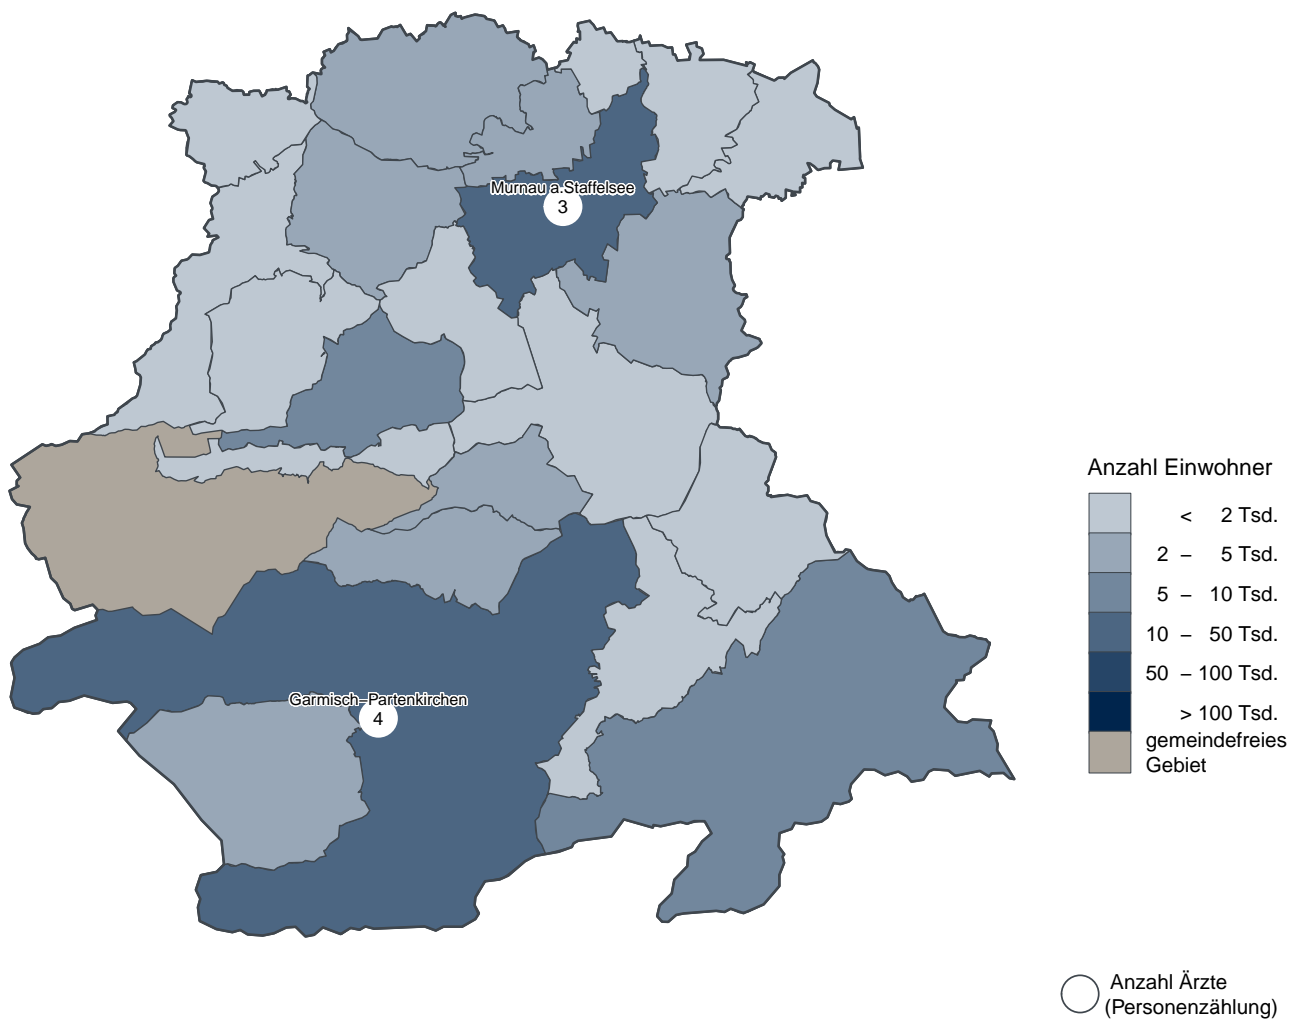 Murnau a.Staffelsee
3
Garmisch−Partenkirchen
4
Anzahl Einwohner
< 2 Tsd.
2 − 5 Tsd.
5 − 10 Tsd.
10 − 50 Tsd.
50 − 100 Tsd.
> 100 Tsd.
gemeindefreies
Gebiet
Anzahl Ärzte
(Personenzählung)